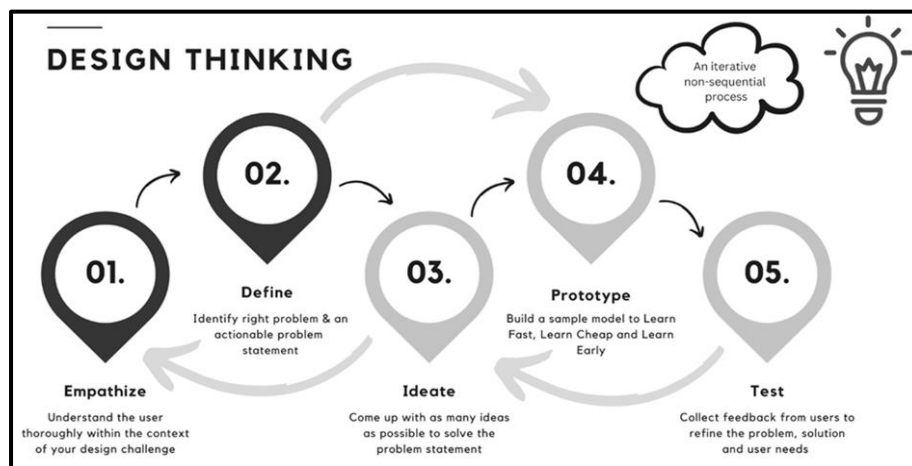 DESIGN THINKING
An iterative
non-sequential
process
01.
Empathize
Understand the user
thoroughly within the context
of your design challenge
02.
Define
Identify right problem & an
actionable problem
statement
03.
Ideate
Come up with as many ideas
as possible to solve the
problem statement
04.
Prototype
Build a sample model to Learn
Fast, Learn Cheap and Learn
Early
05.
Test
Collect feedback from users to
refine the problem, solution
and user needs